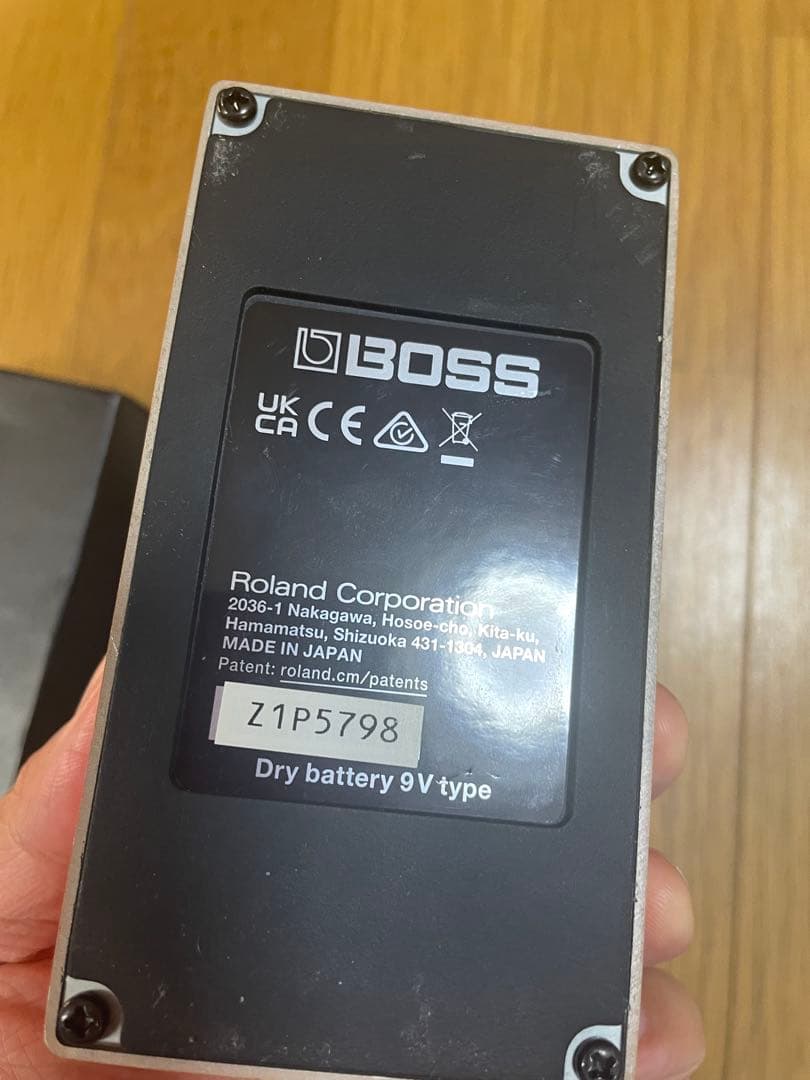 BOSS
UK
CA CE
Roland Corporation
2036-1 Nakagawa, Hosoe-cho, Kita-ku,
Hamamatsu, Shizuoka 431-1304, JAPAN
MADE IN JAPAN
Patent: roland.cm/patents
Z1P5798
Dry battery 9V type